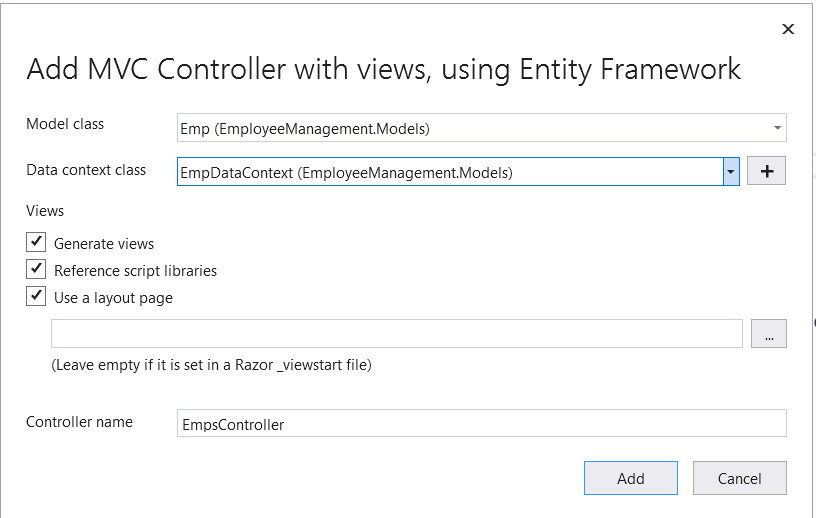 Add MVC Controller with views, using Entity Framework
Model class
Emp (EmployeeManagement.Models)
Data context class
EmpDataContext (EmployeeManagement.Models)
Views
Generate views
Reference script libraries
Use a layout page
...
(Leave empty if it is set in a Razor _viewstart file)
Controller name
EmpsController
Add
Cancel